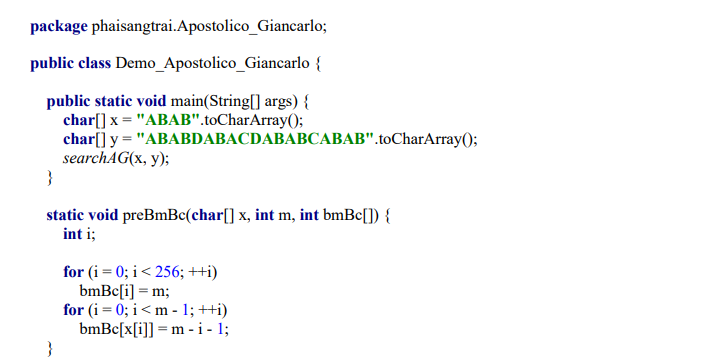 package phaisangtrai.Apostolico_Giancarlo;
public class Demo_Apostolico_Giancarlo {
public static void main(String[] args) {
char[] x = "ABAB".toCharArray();
char[] y = "ABABDABACDABABCABAB".toCharArray();
searchAG(x, y);
}
static void preBmBc(char[] x, int m, int bmBc[]) {
int i;
for (i = 0; i < 256; ++i)
bmBc[i] = m;
for (i = 0; i < m - 1; ++i)
bmBc[x[i]] = m - i - 1;
}